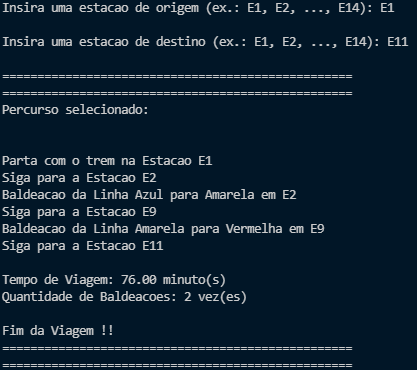 Insira uma estacao de origem (ex.: E1, E2, ..., E14): E1
Insira uma estacao de destino (ex.: E1, E2, ..., E14): E11
==================================================
==================================================
Percurso selecionado:
Parta com o trem na Estacao E1
Siga para a Estacao E2
Baldeacao da Linha Azul para Amarela em E2
Siga para a Estacao E9
Baldeacao da Linha Amarela para Vermelha em E9
Siga para a Estacao E11
Tempo de Viagem: 76.00 minuto(s)
Quantidade de Baldeacoes: 2 vez(es)
Fim da Viagem !!
==================================================
==================================================